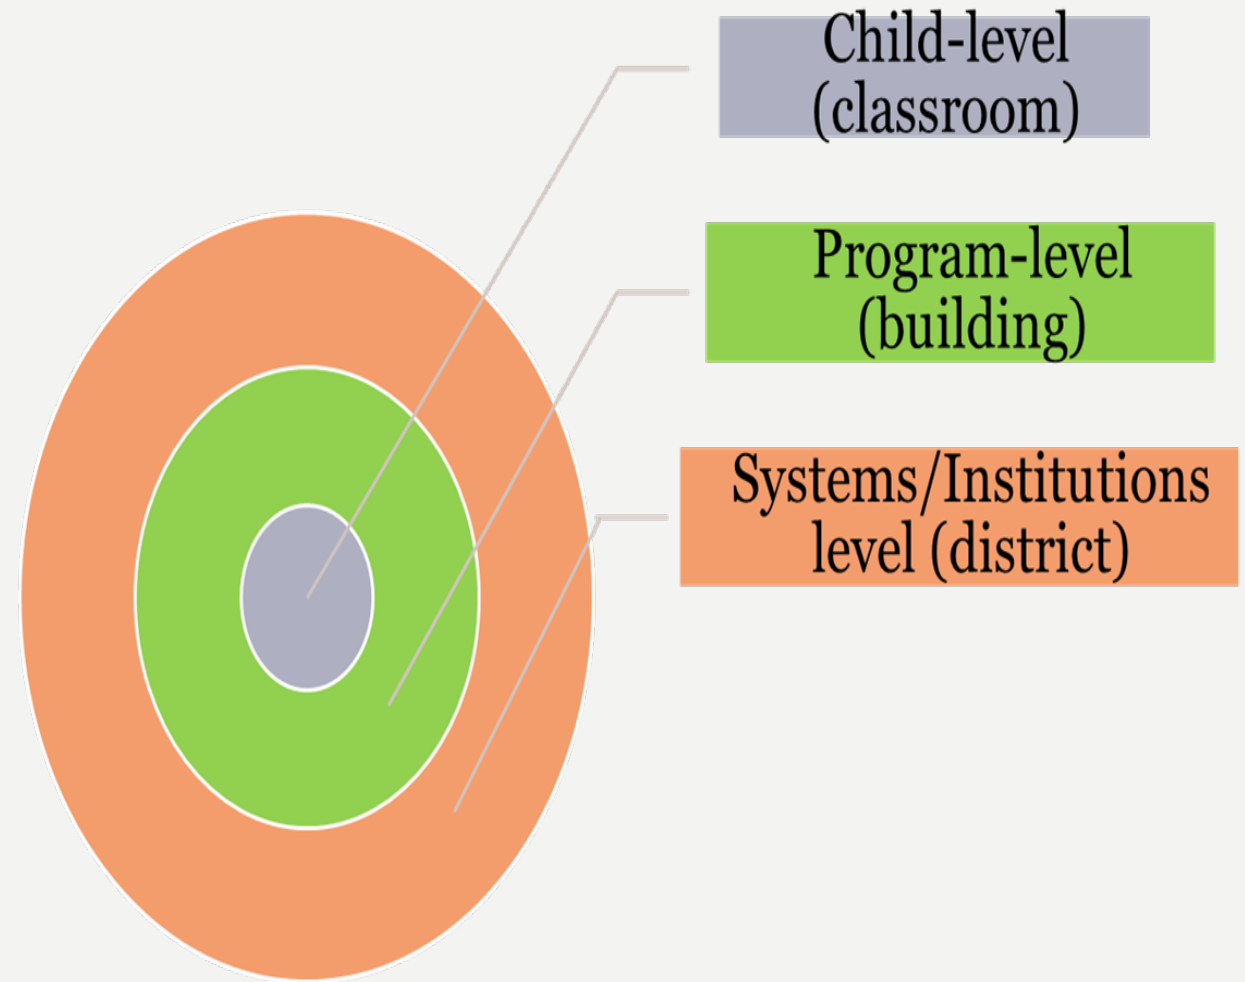 Child-level
(classroom)
Program-level
(building)
Systems/Institutions
level (district)